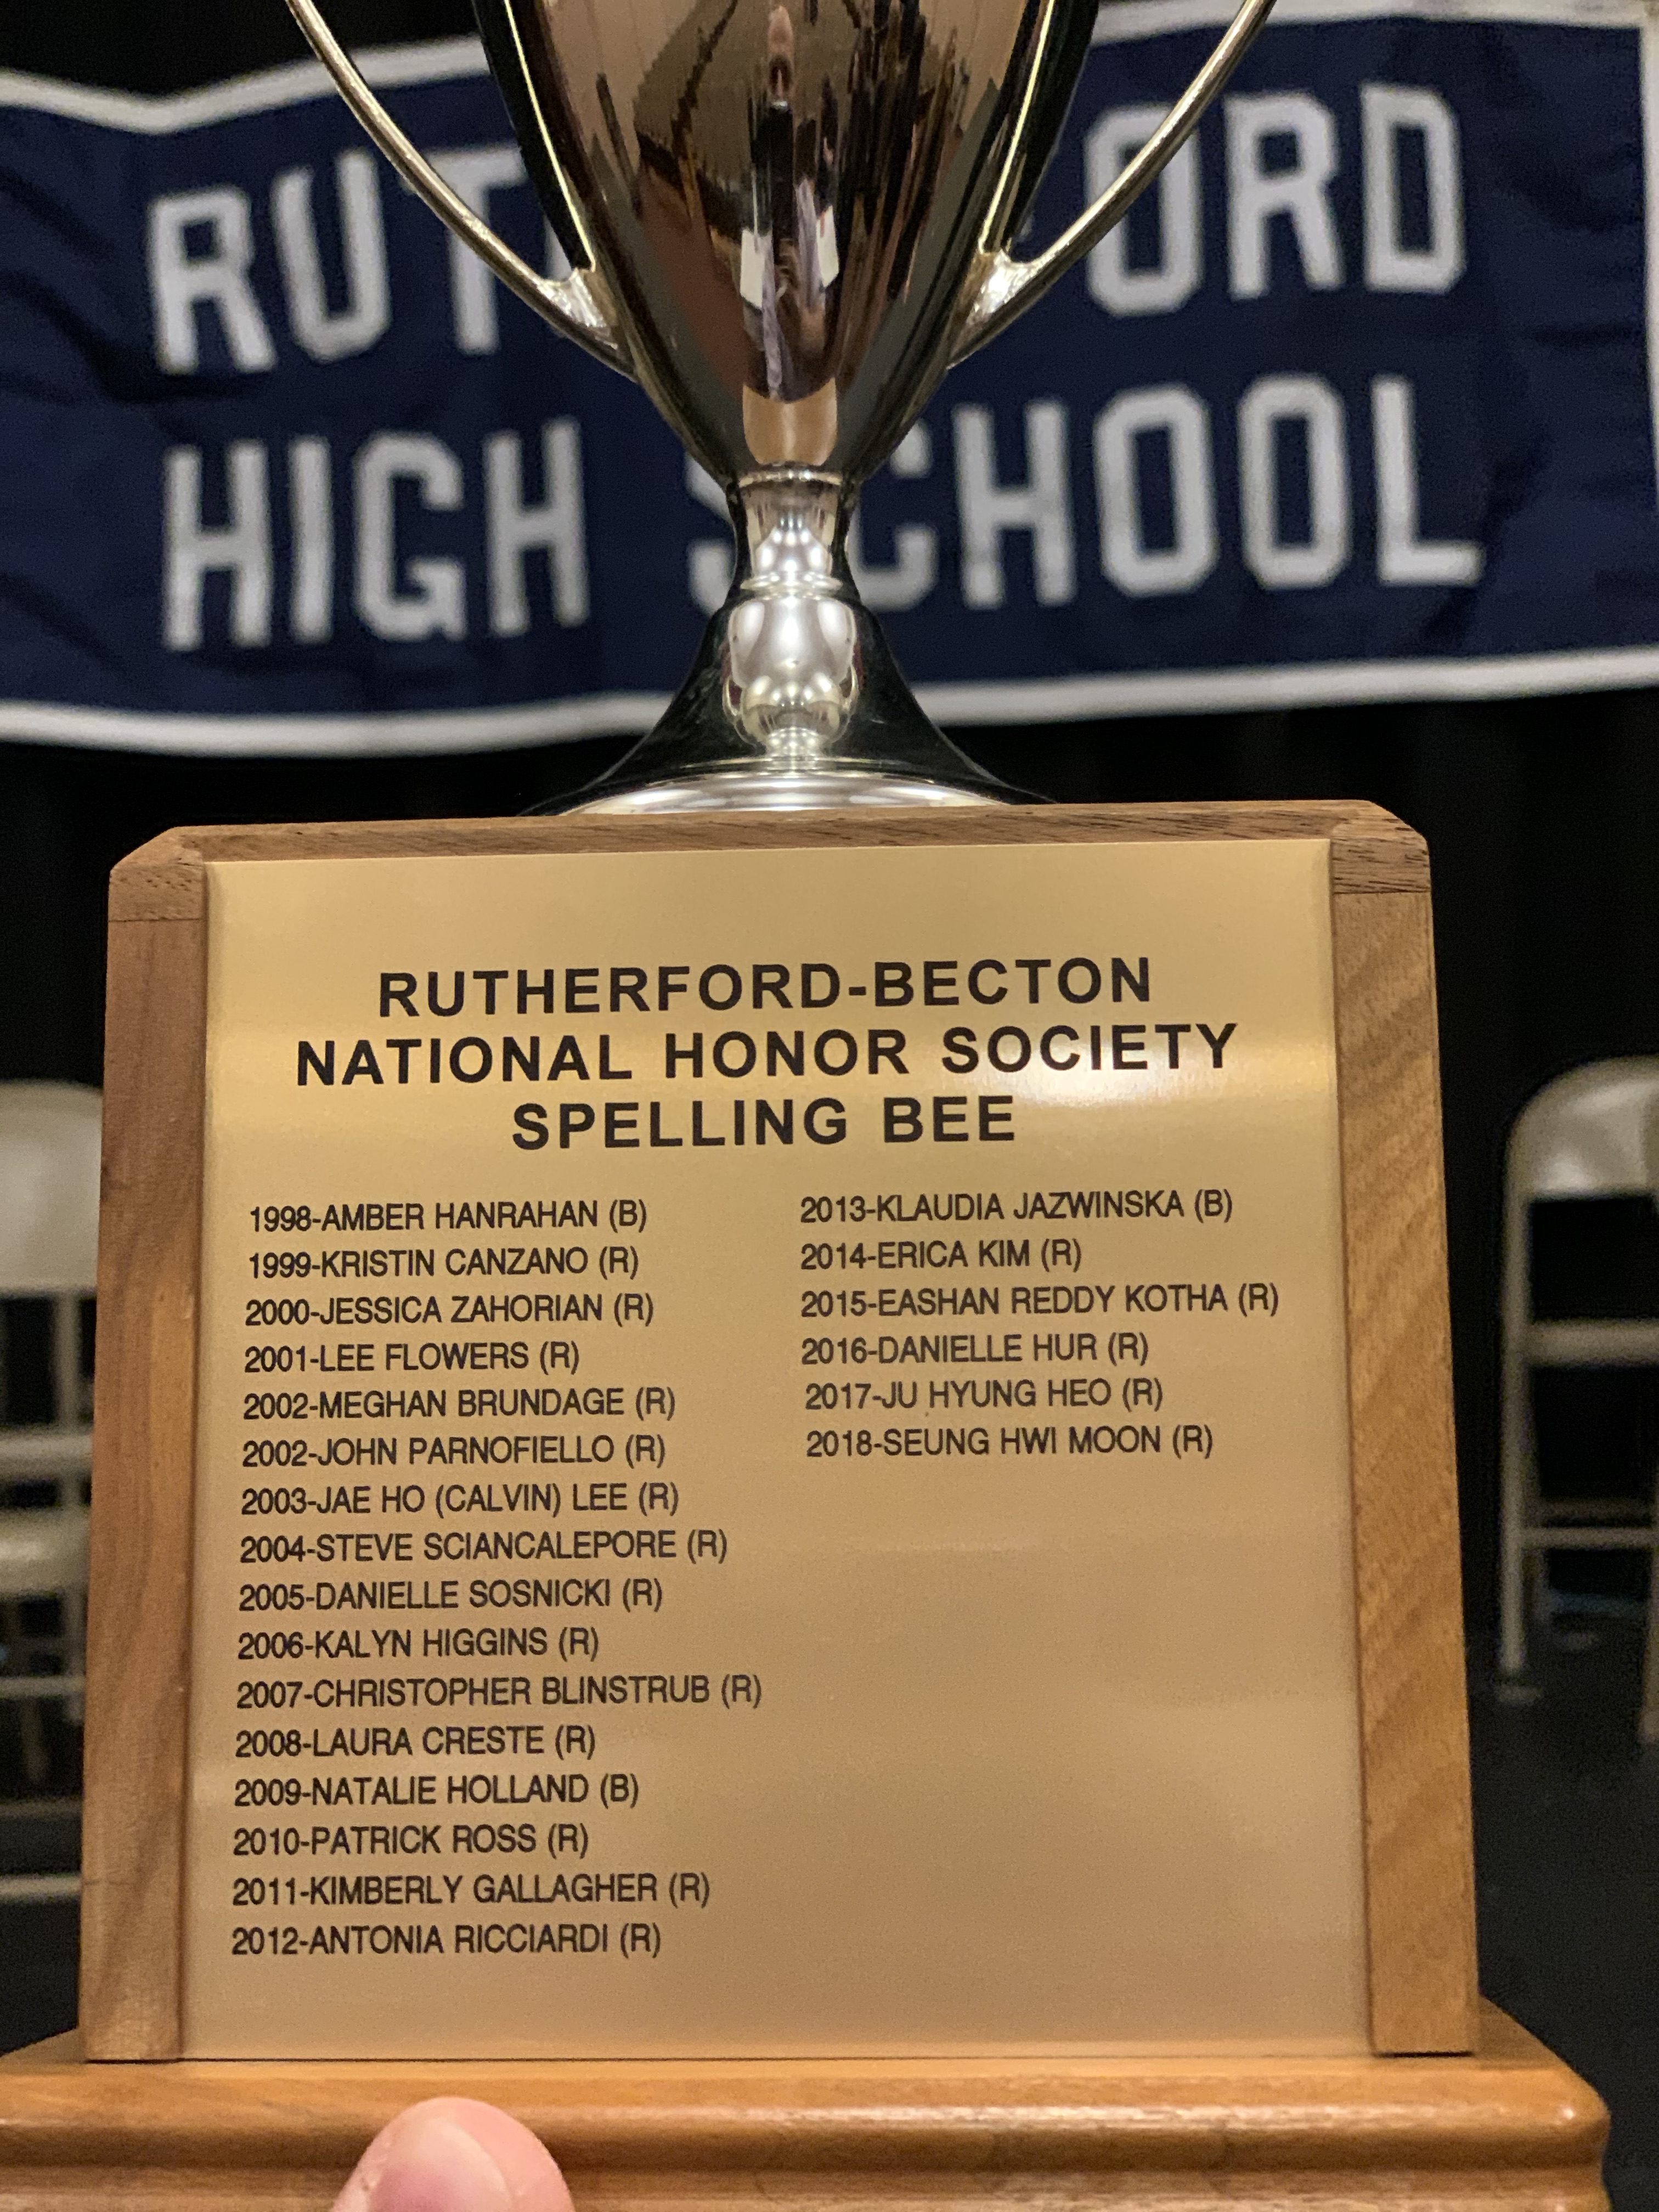 HIGH SCHOOL
RUTHERFORD-BECTON
NATIONAL HONOR SOCIETY
SPELLING BEE
1998-AMBER HANRAHAN (B)
1999-KRISTIN CANZANO (R)
2000-JESSICA ZAHORIAN (R)
2001-LEE FLOWERS (R)
2002-MEGHAN BRUNDAGE (R)
2002-JOHN PARNOFIELLO (R)
2003-JAE HO (CALVIN) LEE (R)
2004-STEVE SCIANCALEPORE (R)
2005-DANIELLE SOSNICKI (R)
2006-KALYN HIGGINS (R)
2007-CHRISTOPHER BLINSTRUB (R)
2008-LAURA CRESTE (R)
2009-NATALIE HOLLAND (B)
2010-PATRICK ROSS (R)
2011-KIMBERLY GALLAGHER (R)
2012-ANTONIA RICCIARDI (R)
2013-KLAUDIA JAZWINSKA (B)
2014-ERICA KIM (R)
2015-EASHAN REDDY KOTHA (R)
2016-DANIELLE HUR (R)
2017-JU HYUNG HEO (R)
2018-SEUNG HWI MOON (R)